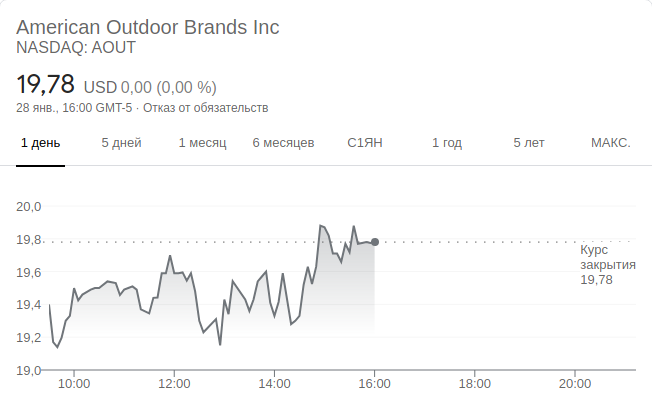 American Outdoor Brands Inc
NASDAQ: AOUT
19,78 USD 0,00 (0,00 %)
28 янв., 16:00 GMT-5 · Отказ от обязательств
1 день 5 дней 1 месяц 6 месяцев С1ЯН 1 год 5 лет МАКС.
20,0
19,8
Курс
закрытия
19,78
19,6
19,4
19,2
19,0
10:00 12:00 14:00 16:00 18:00 20:00